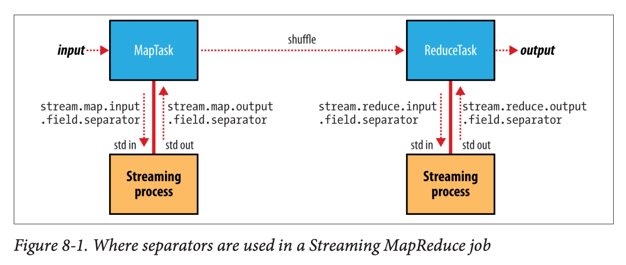 input
MapTask
shuffle
ReduceTask
output
stream.map.input
.field.separator
stream.map.output
.field.separator
stream.reduce.input
.field.separator
stream.reduce.output
.field.separator
std in
std out
std in
std out
Streaming
process
Streaming
process
Figure 8-1. Where separators are used in a Streaming MapReduce job